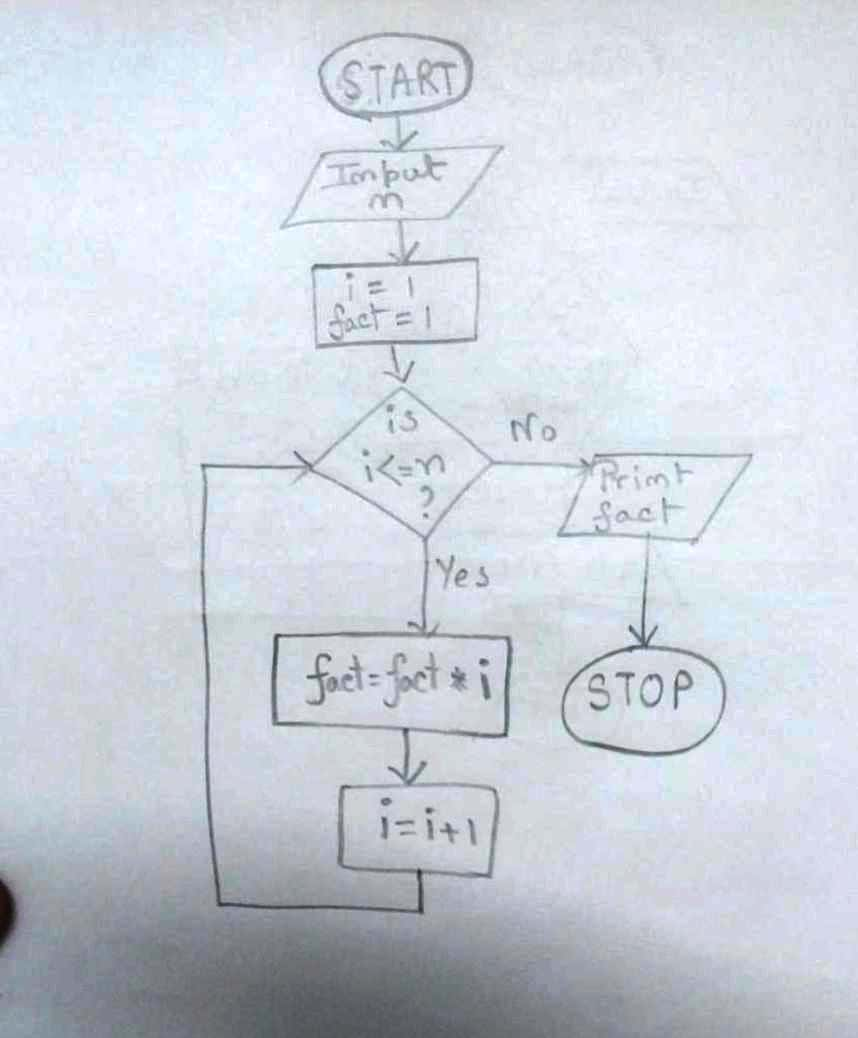 START
Input
n
i = 1
fact = 1
is
i<=n
?
No
Print
fact
Yes
fact=fact * i
STOP
i=i+1